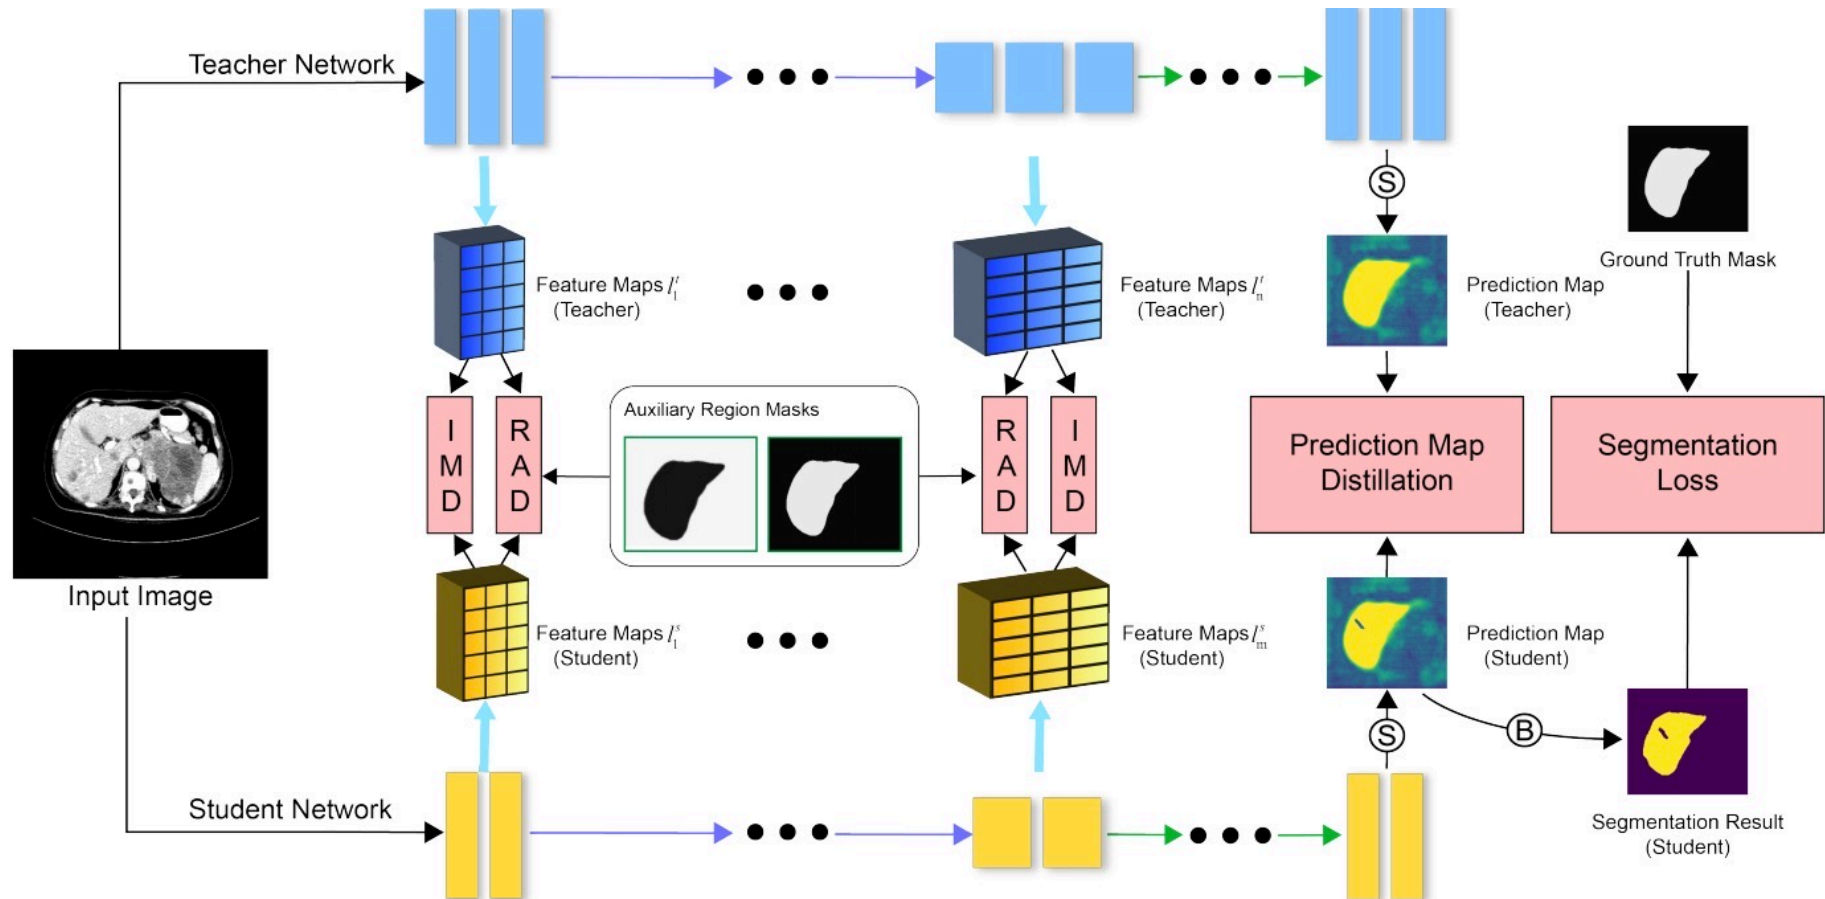 Teacher Network
S
Ground Truth Mask
Feature Maps l₁ᵗ
(Teacher)
Feature Maps lₙᵗ
(Teacher)
Prediction Map
(Teacher)
I
M
D
R
A
D
Auxiliary Region Masks
R
A
D
I
M
D
Prediction Map
Distillation
Segmentation
Loss
Input Image
Feature Maps l₁ˢ
(Student)
Feature Maps lₘˢ
(Student)
Prediction Map
(Student)
S
B
Student Network
Segmentation Result
(Student)